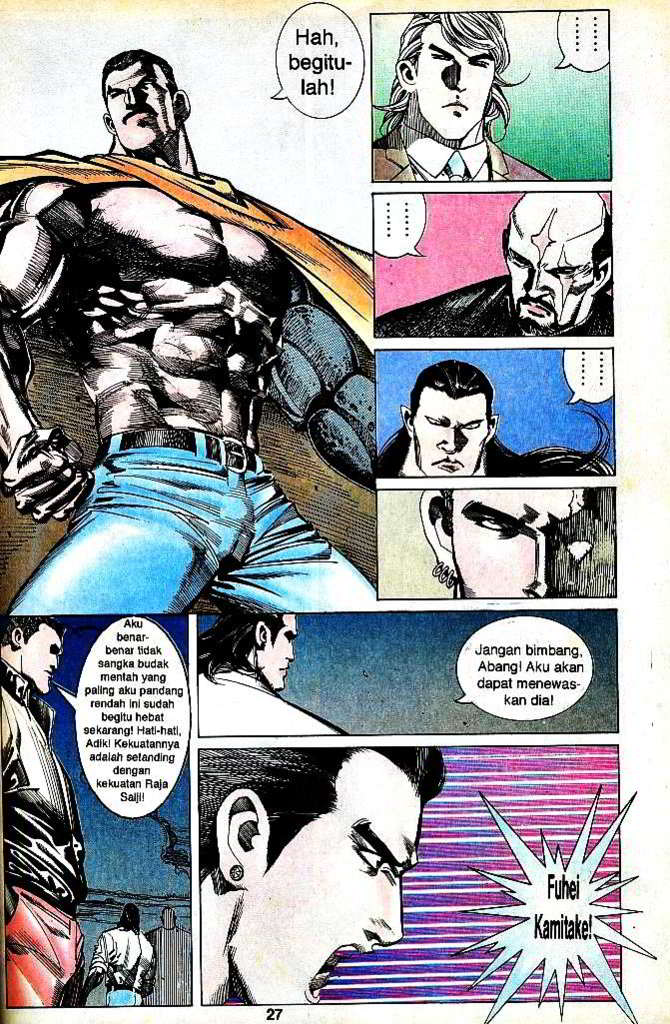 Hah,
begitu-
lah!
Aku
benar-
benar tidak
sangka budak
mentah yang
paling aku pandang
rendah ini sudah
begitu hebat
sekarang! Hati-hati,
Adik! Kekuatannya
adalah setanding
dengan
kekuatan Raja
Saiji!
Jangan bimbang,
Abang! Aku akan
dapat menewas-
kan dia!
Fuhei
Kamitake!
27